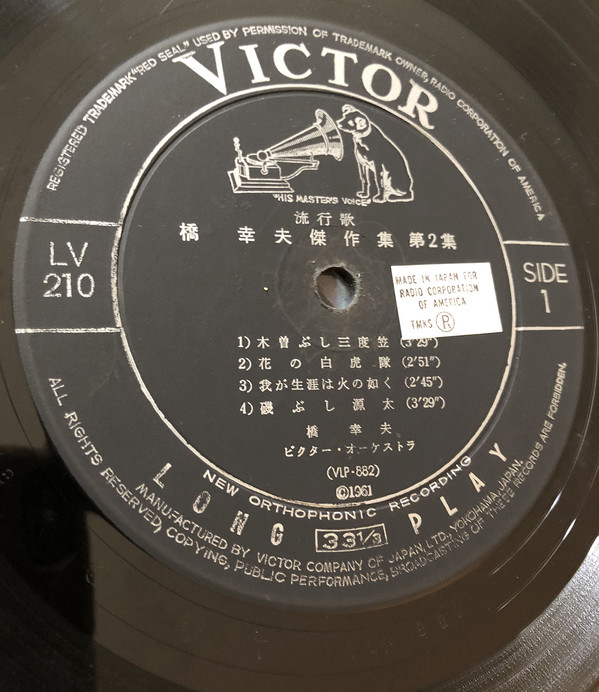 REGISTERED TRADEMARK "RED SEAL" USED BY PERMISSION OF TRADEMARK OWNER, RADIO CORPORATION OF AMERICA
VICTOR
"HIS MASTER'S VOICE"
流行歌
橋 幸夫傑作集 第2集
LV
210
SIDE
1
MADE IN JAPAN FOR
RADIO CORPORATION
OF AMERICA
TMKS Ⓡ
1) 木曽ぶし三度笠 (3'29")
2) 花の白虎隊 (2'51")
3) 我が生涯は火の如く (2'45")
4) 磯ぶし源太 (3'29")
橋 幸夫
ビクター・オーケストラ
(VLP-882)
©1961
NEW ORTHOPHONIC RECORDING
LONG 33 1/3 PLAY
MANUFACTURED BY VICTOR COMPANY OF JAPAN, LTD., YOKOHAMA, JAPAN.
ALL RIGHTS RESERVED, COPYING, PUBLIC PERFORMANCE, BROADCASTING OF THESE RECORDS ARE FORBIDDEN.